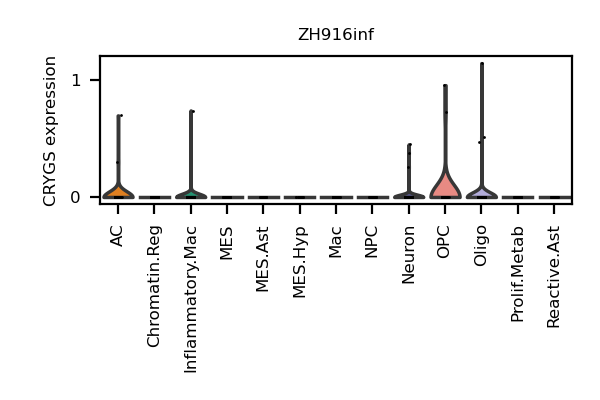 ZH916inf
CRYGS expression
1
0
AC
Chromatin.Reg
Inflammatory.Mac
MES
MES.Ast
MES.Hyp
Mac
NPC
Neuron
OPC
Oligo
Prolif.Metab
Reactive.Ast